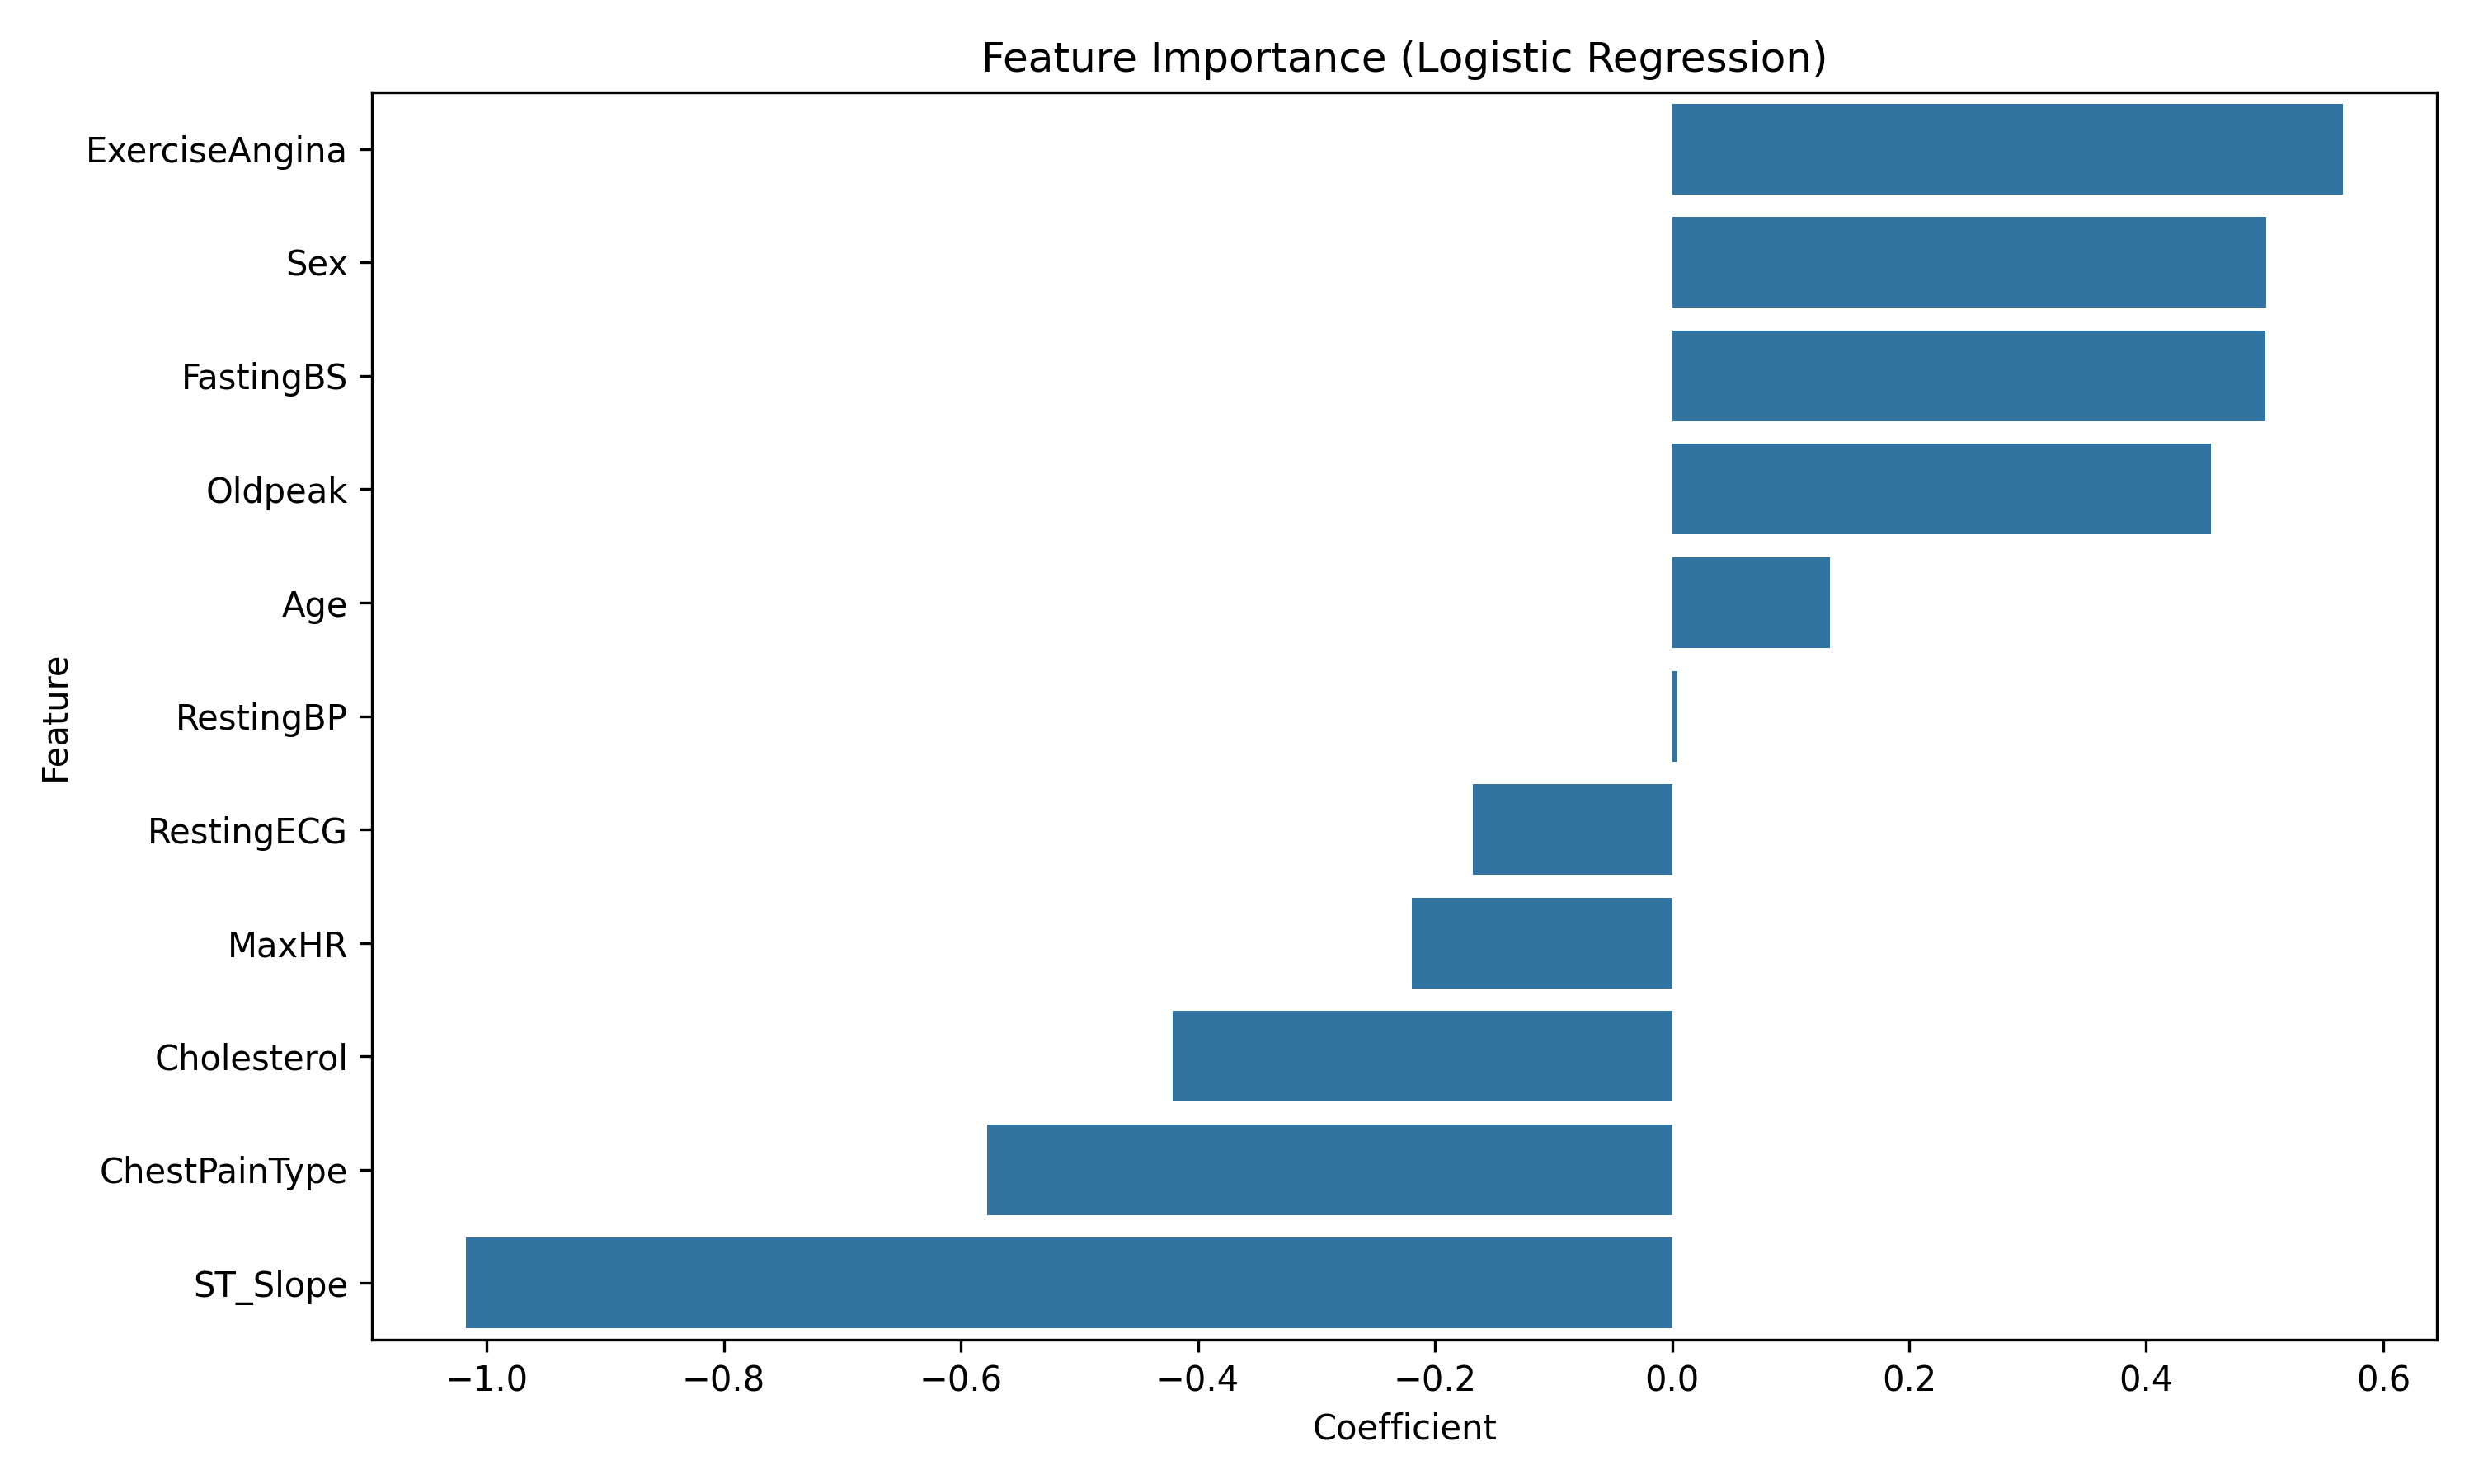 Feature Importance (Logistic Regression)
Feature
ExerciseAngina
Sex
FastingBS
Oldpeak
Age
RestingBP
RestingECG
MaxHR
Cholesterol
ChestPainType
ST_Slope
−1.0 −0.8 −0.6 −0.4 −0.2 0.0 0.2 0.4 0.6
Coefficient